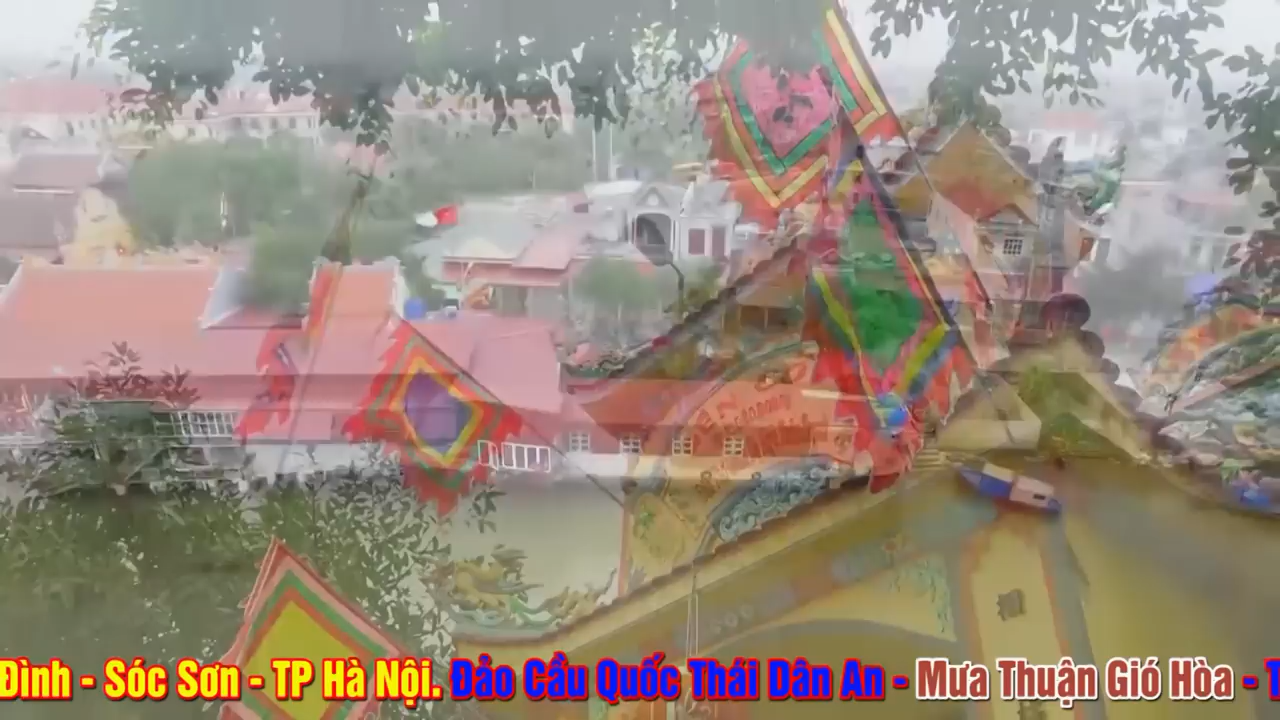 Đình - Sóc Sơn - TP Hà Nội. Đảo Cầu Quốc Thái Dân An - Mưa Thuận Gió Hòa - T